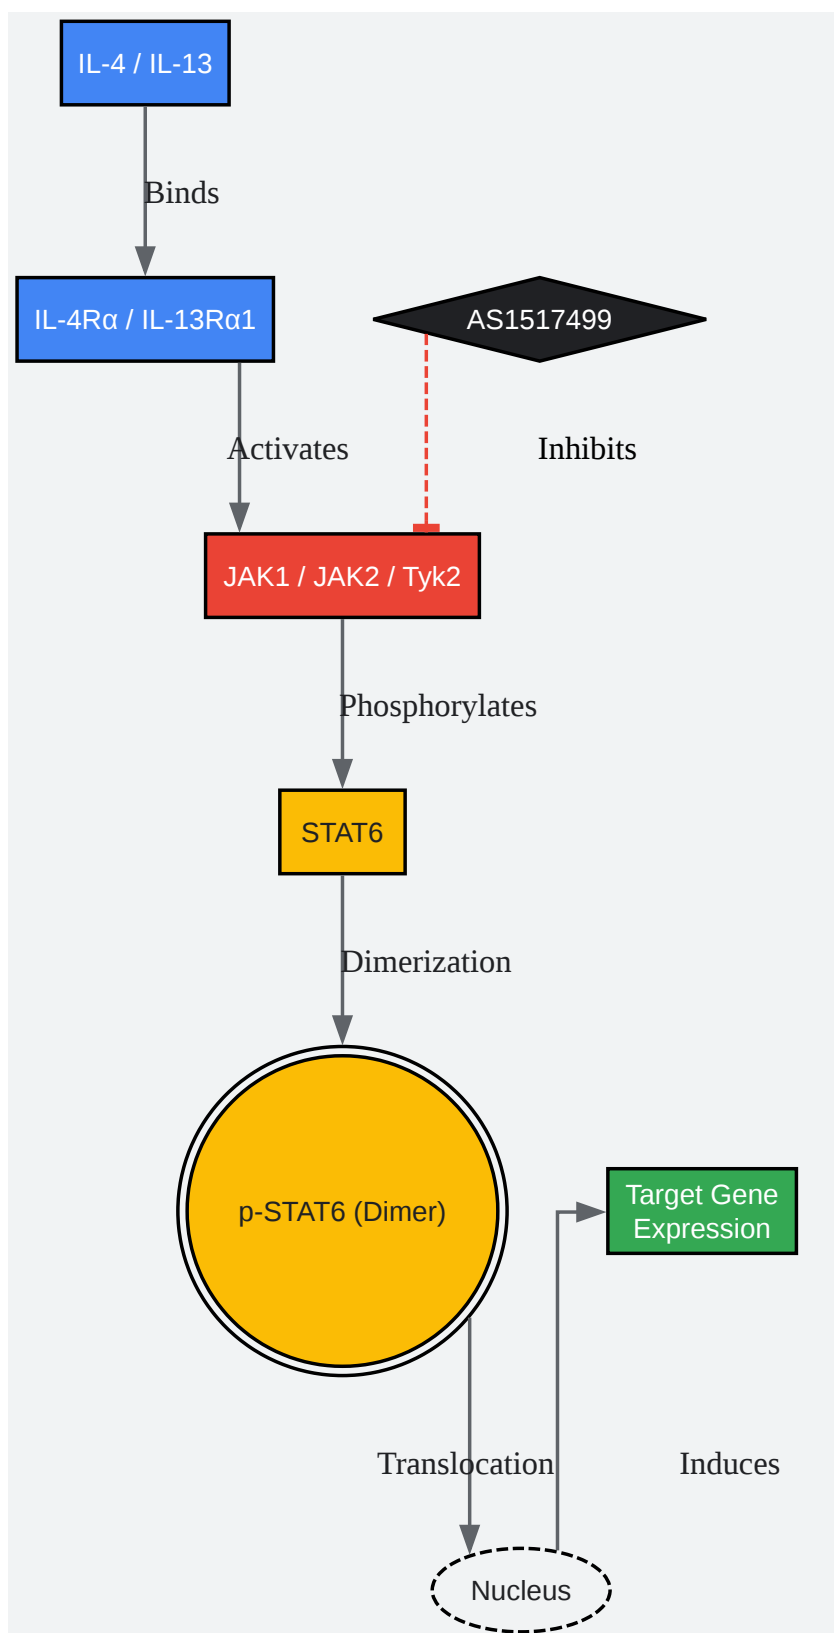 IL-4 / IL-13
Binds
IL-4Rα / IL-13Rα1
AS1517499
Activates
Inhibits
JAK1 / JAK2 / Tyk2
Phosphorylates
STAT6
Dimerization
p-STAT6 (Dimer)
Target Gene
Expression
Translocation
Induces
Nucleus